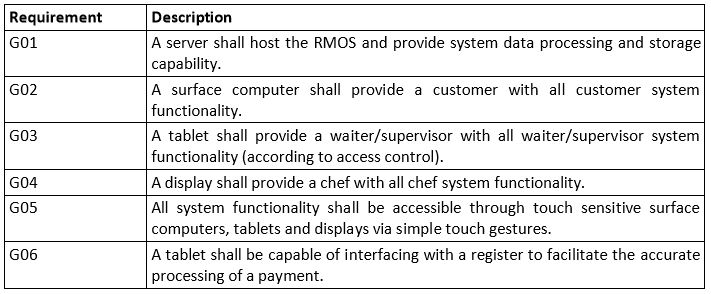 Requirement Description
G01 A server shall host the RMOS and provide system data processing and storage
capability.
G02 A surface computer shall provide a customer with all customer system
functionality.
G03 A tablet shall provide a waiter/supervisor with all waiter/supervisor system
functionality (according to access control).
G04 A display shall provide a chef with all chef system functionality.
G05 All system functionality shall be accessible through touch sensitive surface
computers, tablets and displays via simple touch gestures.
G06 A tablet shall be capable of interfacing with a register to facilitate the accurate
processing of a payment.